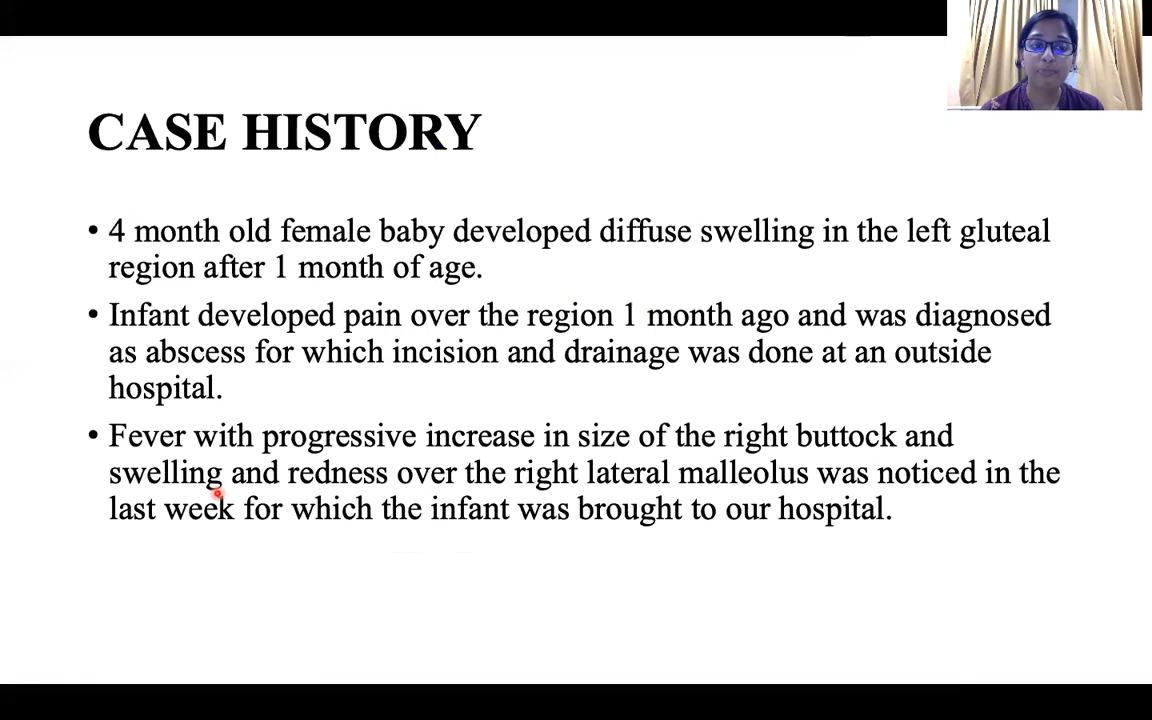 CASE HISTORY
• 4 month old female baby developed diffuse swelling in the left gluteal
region after 1 month of age.
• Infant developed pain over the region 1 month ago and was diagnosed
as abscess for which incision and drainage was done at an outside
hospital.
• Fever with progressive increase in size of the right buttock and
swelling and redness over the right lateral malleolus was noticed in the
last week for which the infant was brought to our hospital.